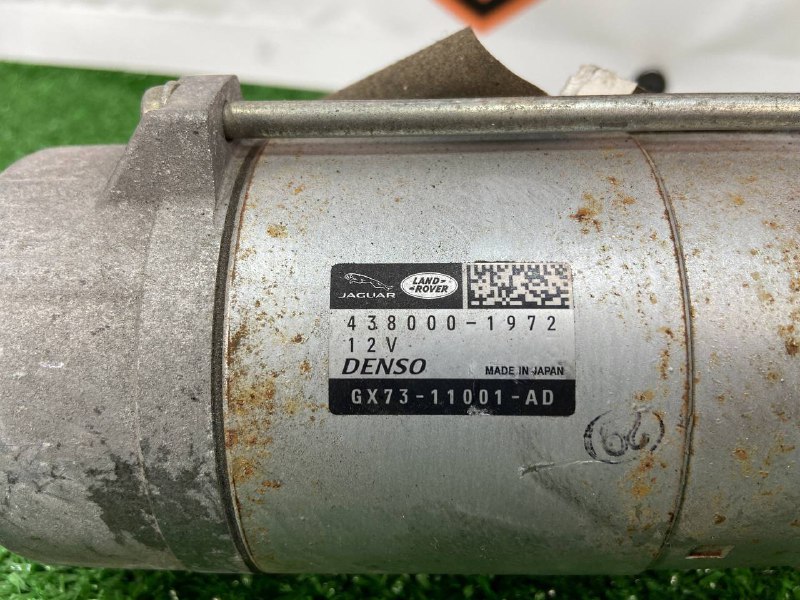 JAGUAR LAND-
-ROVER
438000-1972
12V
DENSO MADE IN JAPAN
GX73-11001-AD